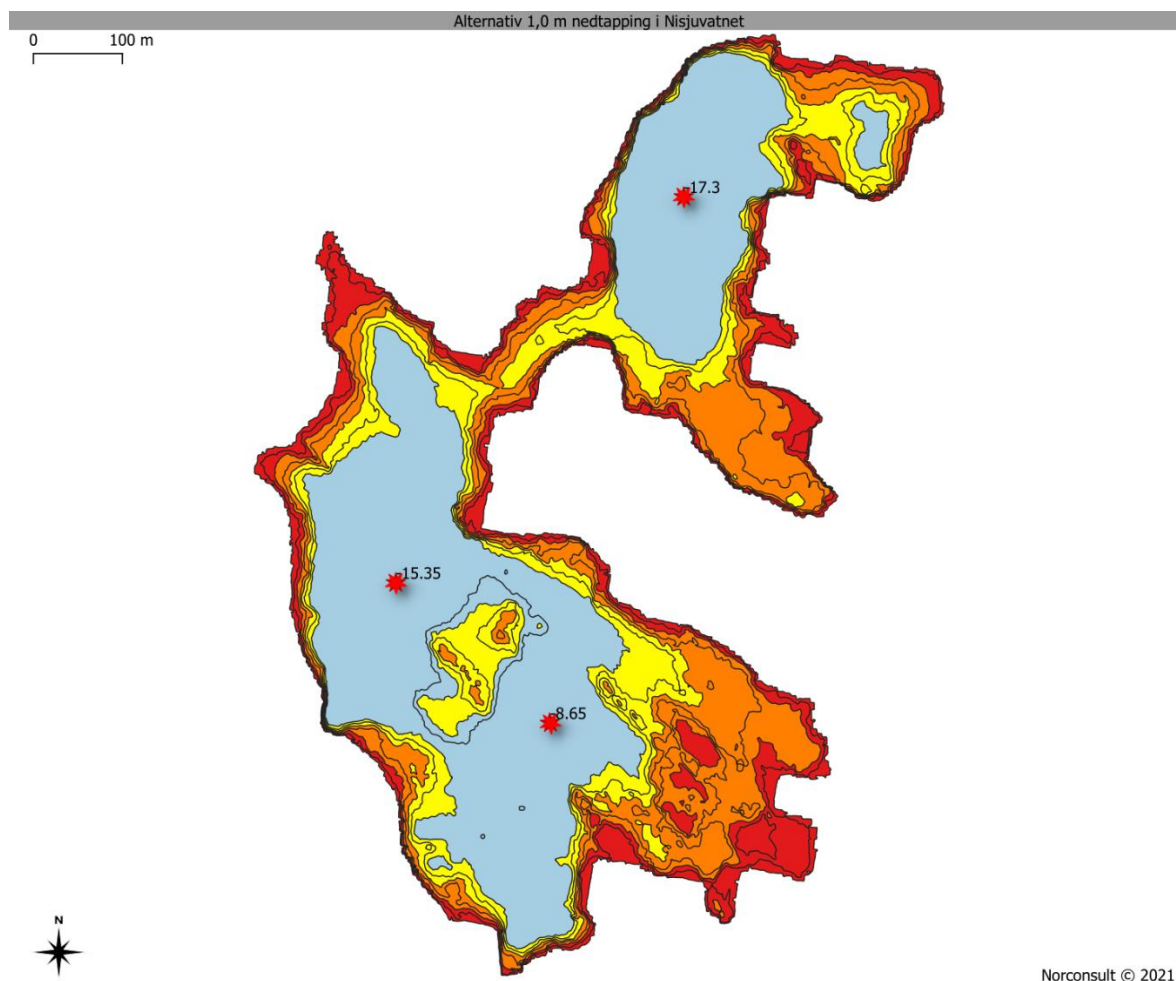 Alternativ 1,0 m nedtapping i Nisjuvatnet
0 100 m
-17.3
-15.35
-8.65
N
Norconsult © 2021